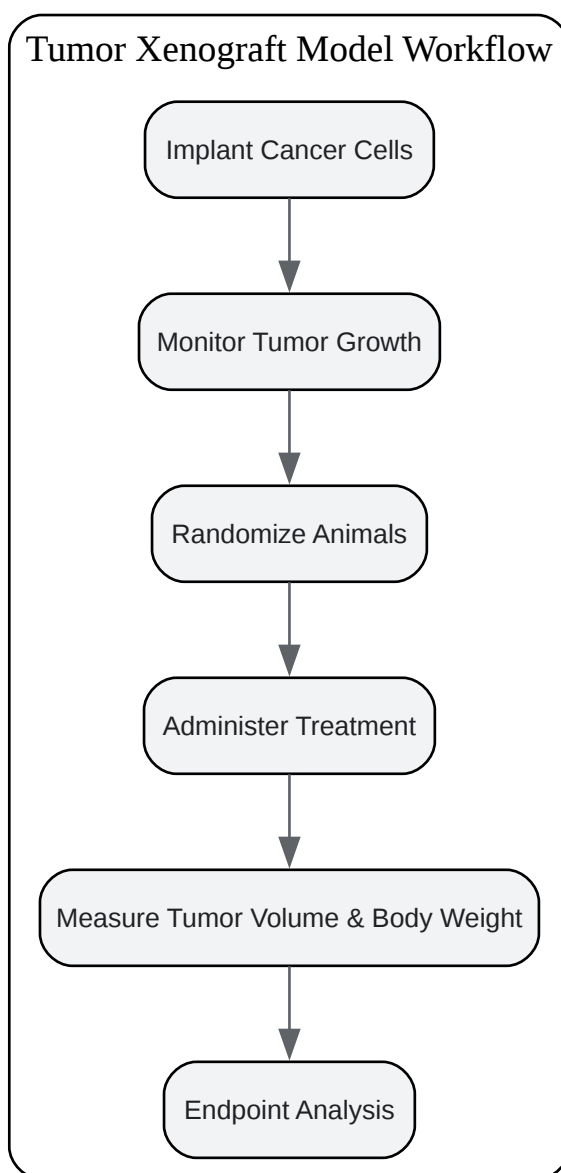 Tumor Xenograft Model Workflow
Implant Cancer Cells
Monitor Tumor Growth
Randomize Animals
Administer Treatment
Measure Tumor Volume & Body Weight
Endpoint Analysis